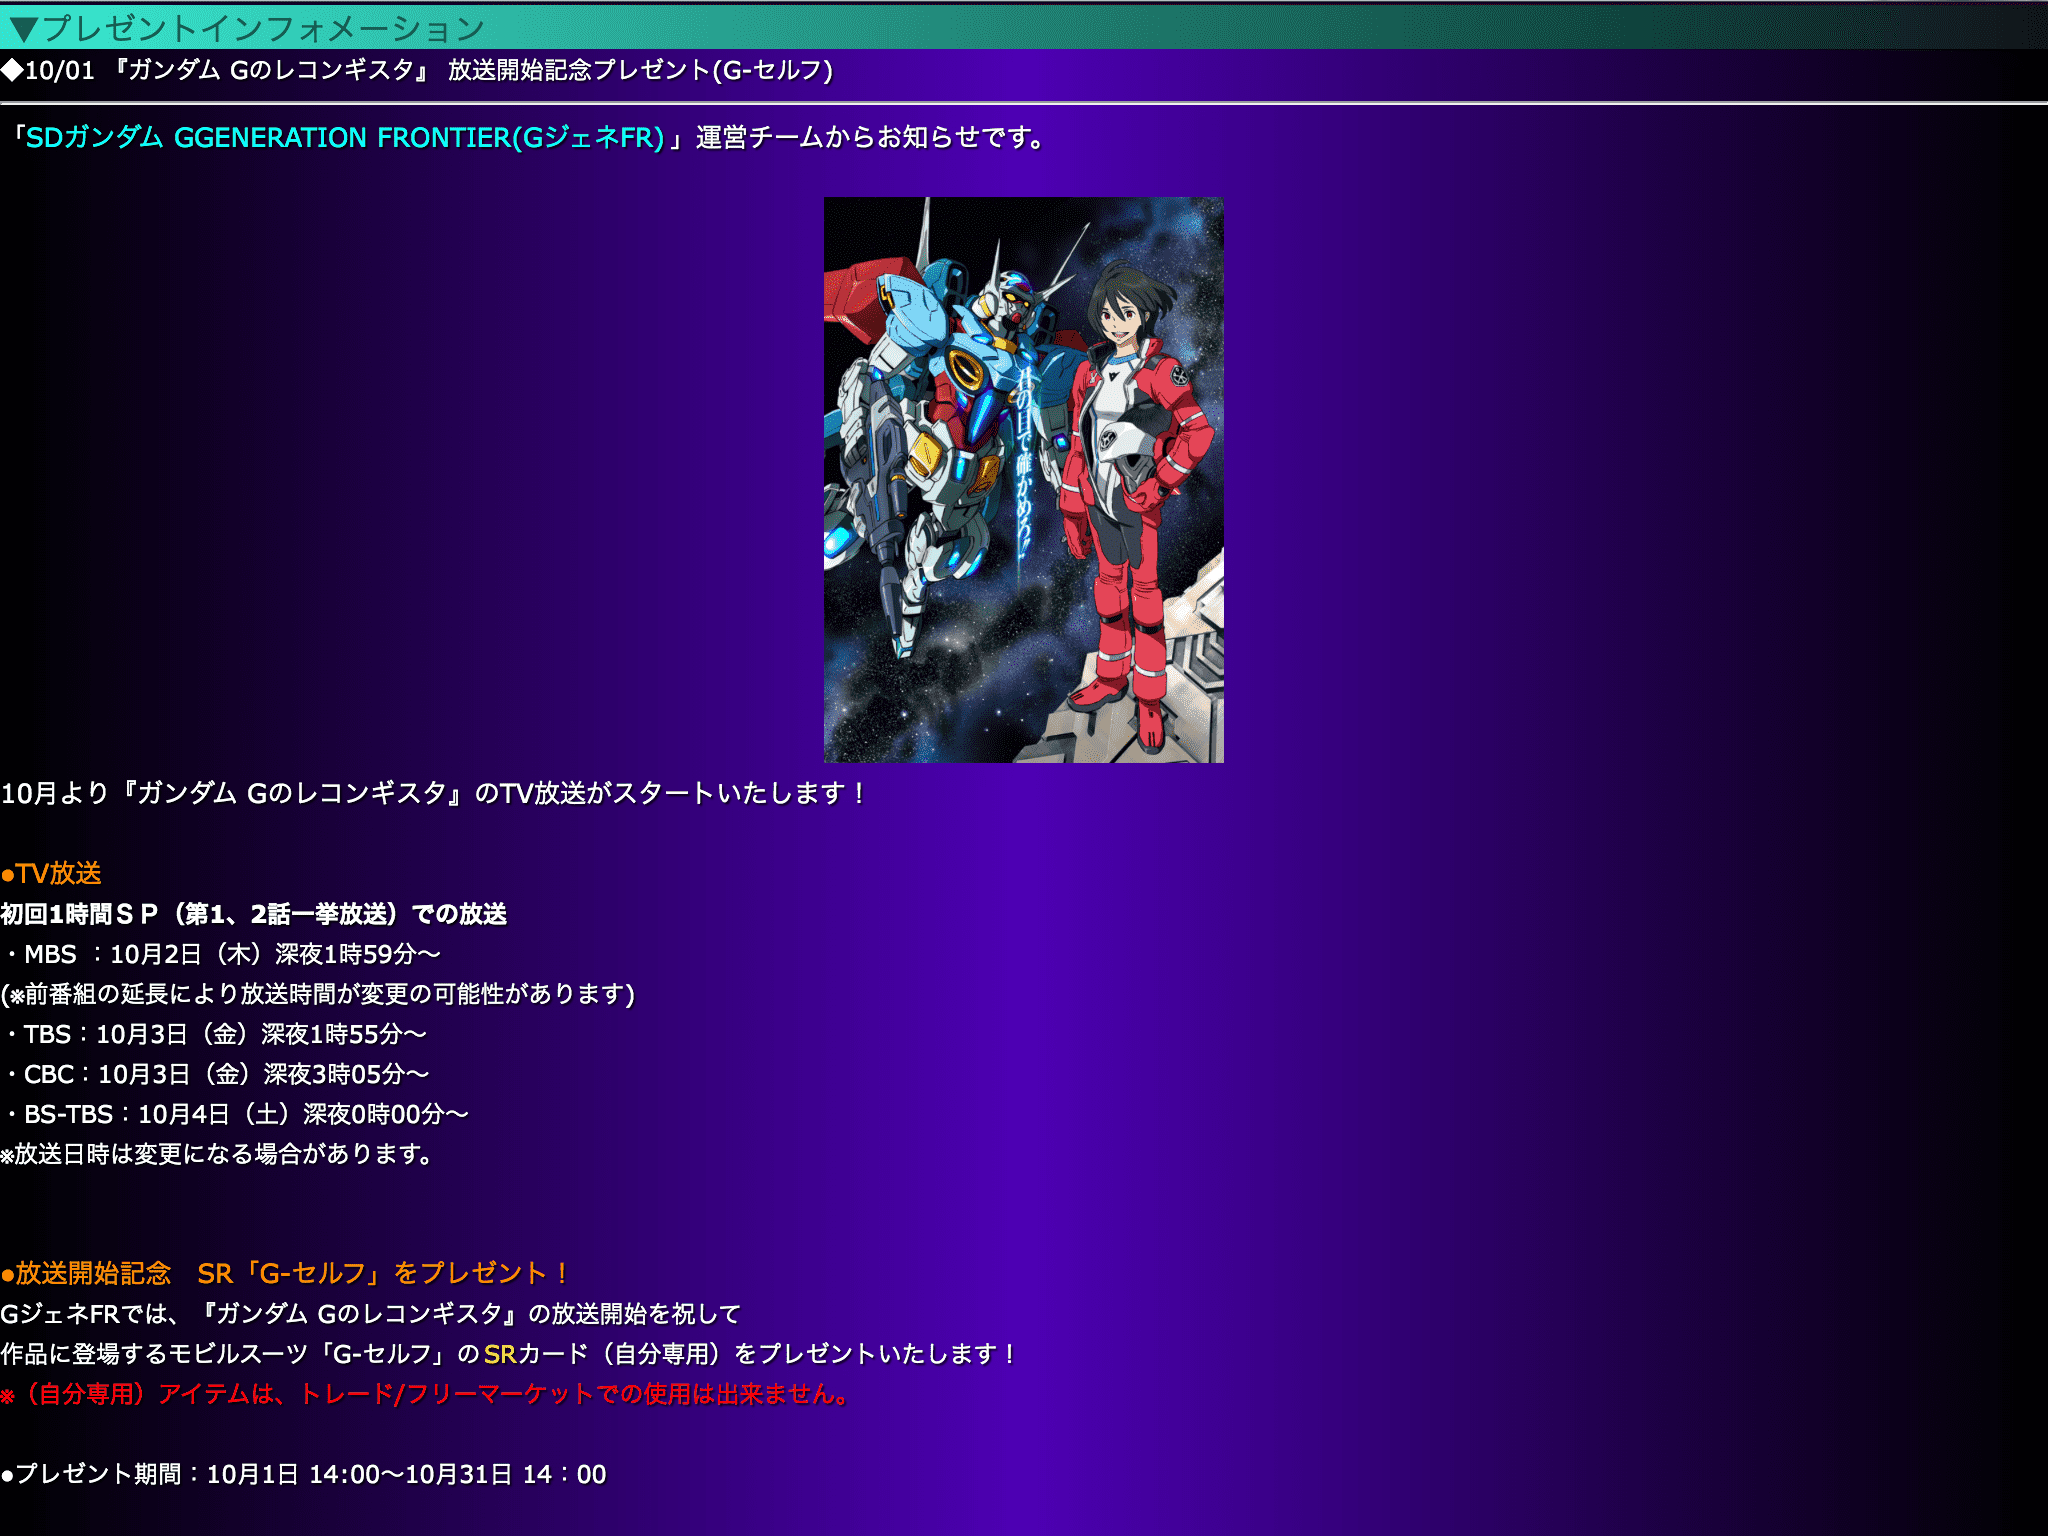 ▼プレゼントインフォメーション
◆10/01 『ガンダム Gのレコンギスタ』 放送開始記念プレゼント(G-セルフ)
「SDガンダム GGENERATION FRONTIER(GジェネFR)」運営チームからお知らせです。
君の目で確かめろ!!
10月より『ガンダム Gのレコンギスタ』のTV放送がスタートいたします！
●TV放送
初回1時間ＳＰ（第1、2話一挙放送）での放送
・MBS ：10月2日（木）深夜1時59分～
(※前番組の延長により放送時間が変更の可能性があります)
・TBS：10月3日（金）深夜1時55分～
・CBC：10月3日（金）深夜3時05分～
・BS-TBS：10月4日（土）深夜0時00分～
※放送日時は変更になる場合があります。
●放送開始記念　SR「G-セルフ」をプレゼント！
GジェネFRでは、『ガンダム Gのレコンギスタ』の放送開始を祝して
作品に登場するモビルスーツ「G-セルフ」のSRカード（自分専用）をプレゼントいたします！
※（自分専用）アイテムは、トレード/フリーマーケットでの使用は出来ません。
●プレゼント期間：10月1日 14:00～10月31日 14：00